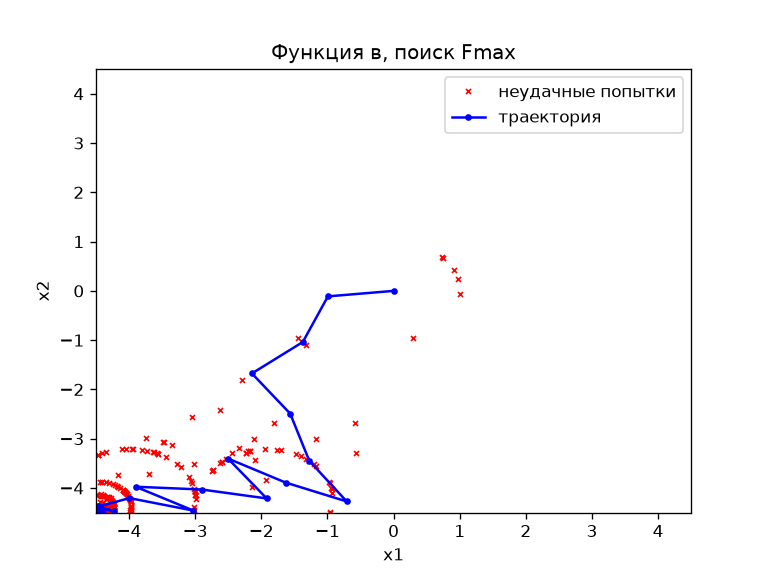 Функция в, поиск Fmax
неудачные попытки
траектория
x2
4
3
2
1
0
−1
−2
−3
−4
−4 −3 −2 −1 0 1 2 3 4
x1